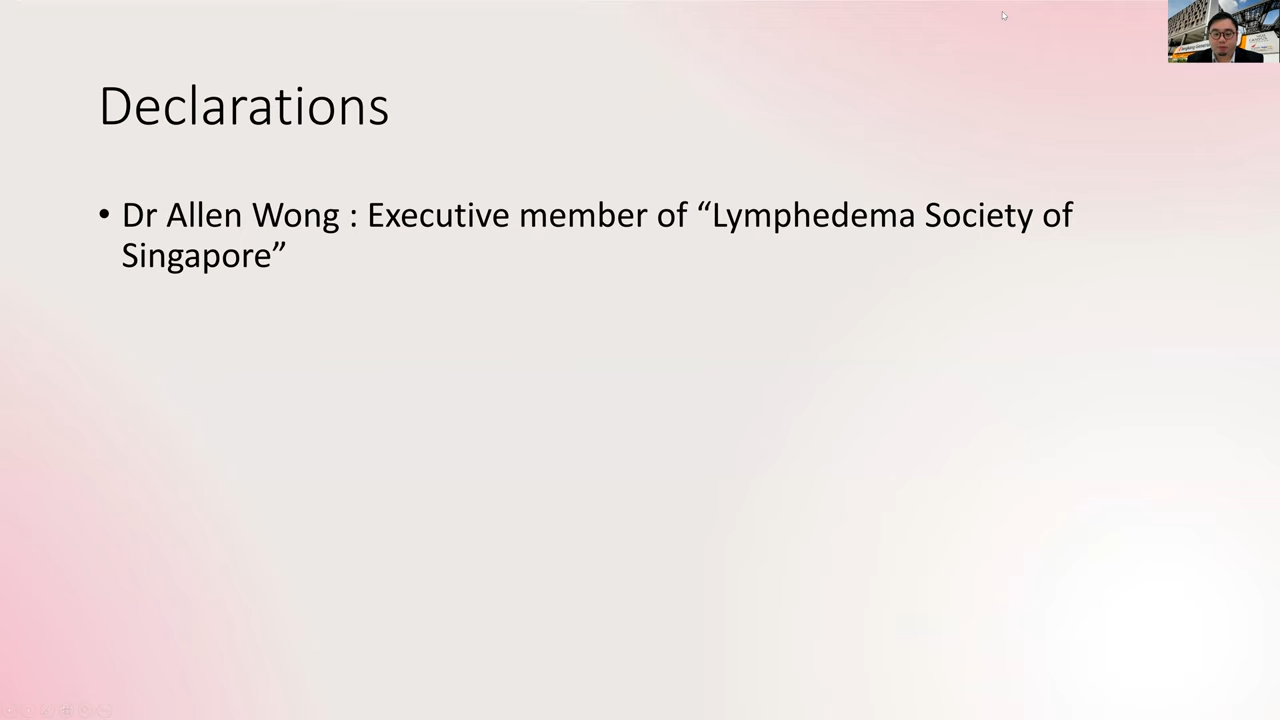 Declarations
• Dr Allen Wong : Executive member of “Lymphedema Society of
Singapore”